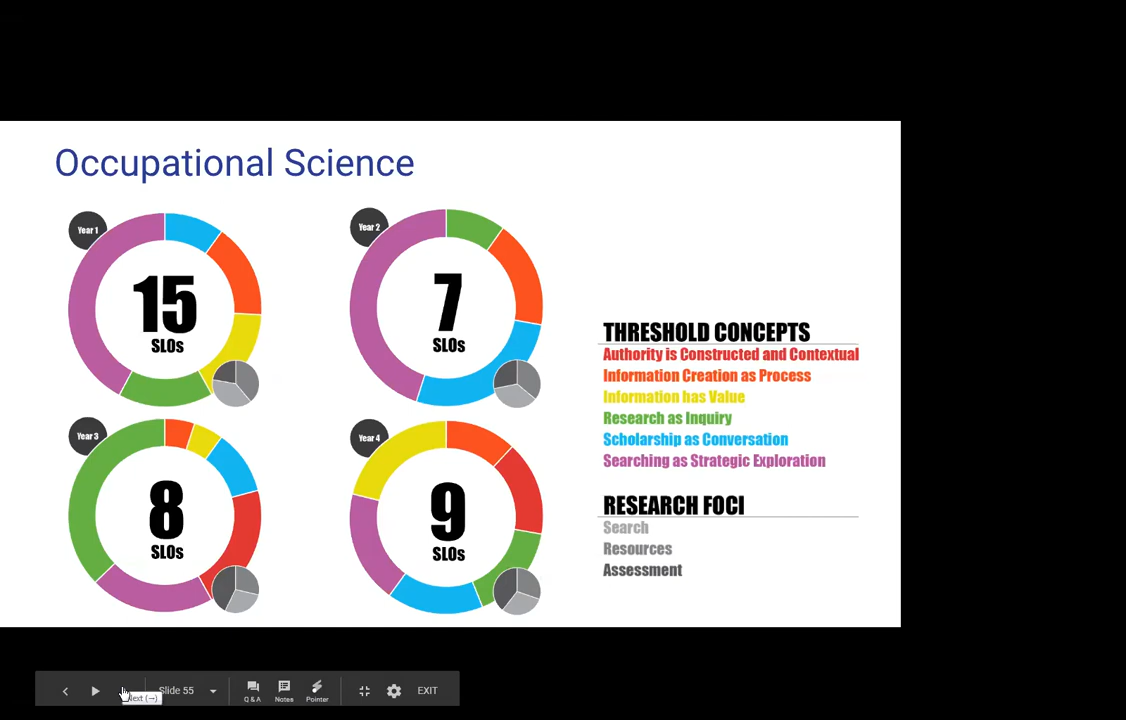 Occupational Science
Year 1
15
SLOs
Year 2
7
SLOs
Year 3
8
SLOs
Year 4
9
SLOs
THRESHOLD CONCEPTS
Authority is Constructed and Contextual
Information Creation as Process
Information has Value
Research as Inquiry
Scholarship as Conversation
Searching as Strategic Exploration
RESEARCH FOCI
Search
Resources
Assessment
Slide 55
Next (→)
Q & A
Notes
Pointer
EXIT